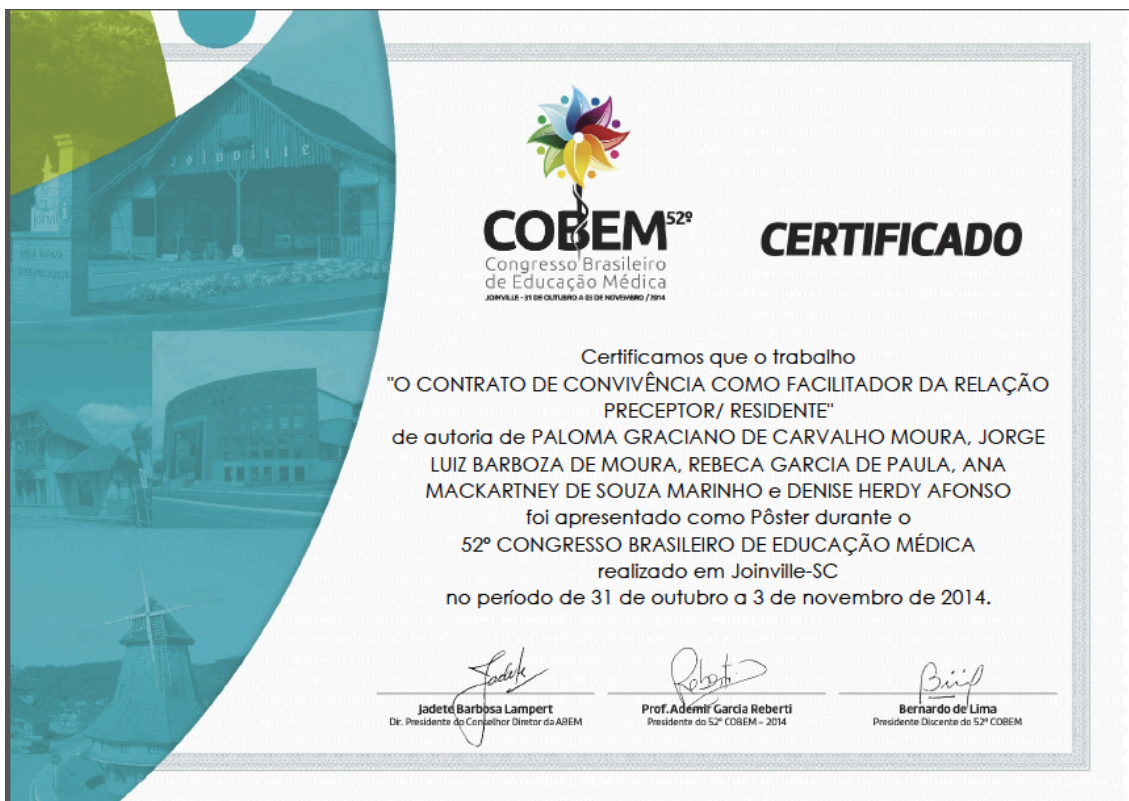 Joinville
COBEM 52º
Congresso Brasileiro
de Educação Médica
JOINVILLE - 31 DE OUTUBRO A 03 DE NOVEMBRO / 2014
CERTIFICADO
Certificamos que o trabalho
"O CONTRATO DE CONVIVÊNCIA COMO FACILITADOR DA RELAÇÃO
PRECEPTOR/ RESIDENTE"
de autoria de PALOMA GRACIANO DE CARVALHO MOURA, JORGE
LUIZ BARBOZA DE MOURA, REBECA GARCIA DE PAULA, ANA
MACKARTNEY DE SOUZA MARINHO e DENISE HERDY AFONSO
foi apresentado como Pôster durante o
52º CONGRESSO BRASILEIRO DE EDUCAÇÃO MÉDICA
realizado em Joinville-SC
no período de 31 de outubro a 3 de novembro de 2014.
Jadete
Reberti
Jadete Barbosa Lampert
Dir. Presidente do Conselhor Diretor da ABEM
Prof. Ademir Garcia Reberti
Presidente do 52º COBEM – 2014
Bernardo de Lima
Presidente Discente do 52º COBEM